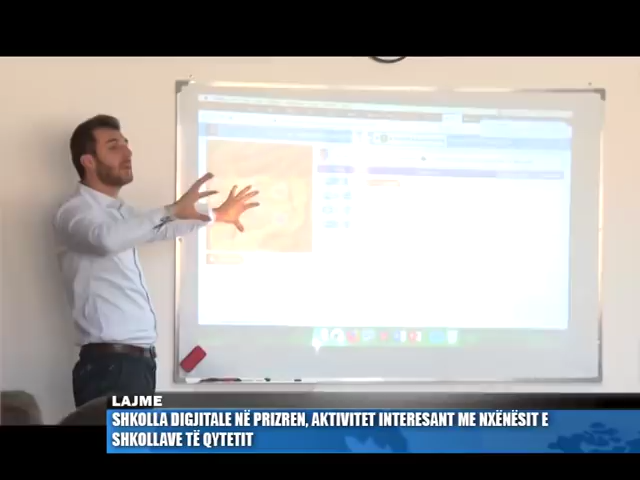 LAJME
SHKOLLA DIGJITALE NË PRIZREN, AKTIVITET INTERESANT ME NXËNËSIT E
SHKOLLAVE TË QYTETIT